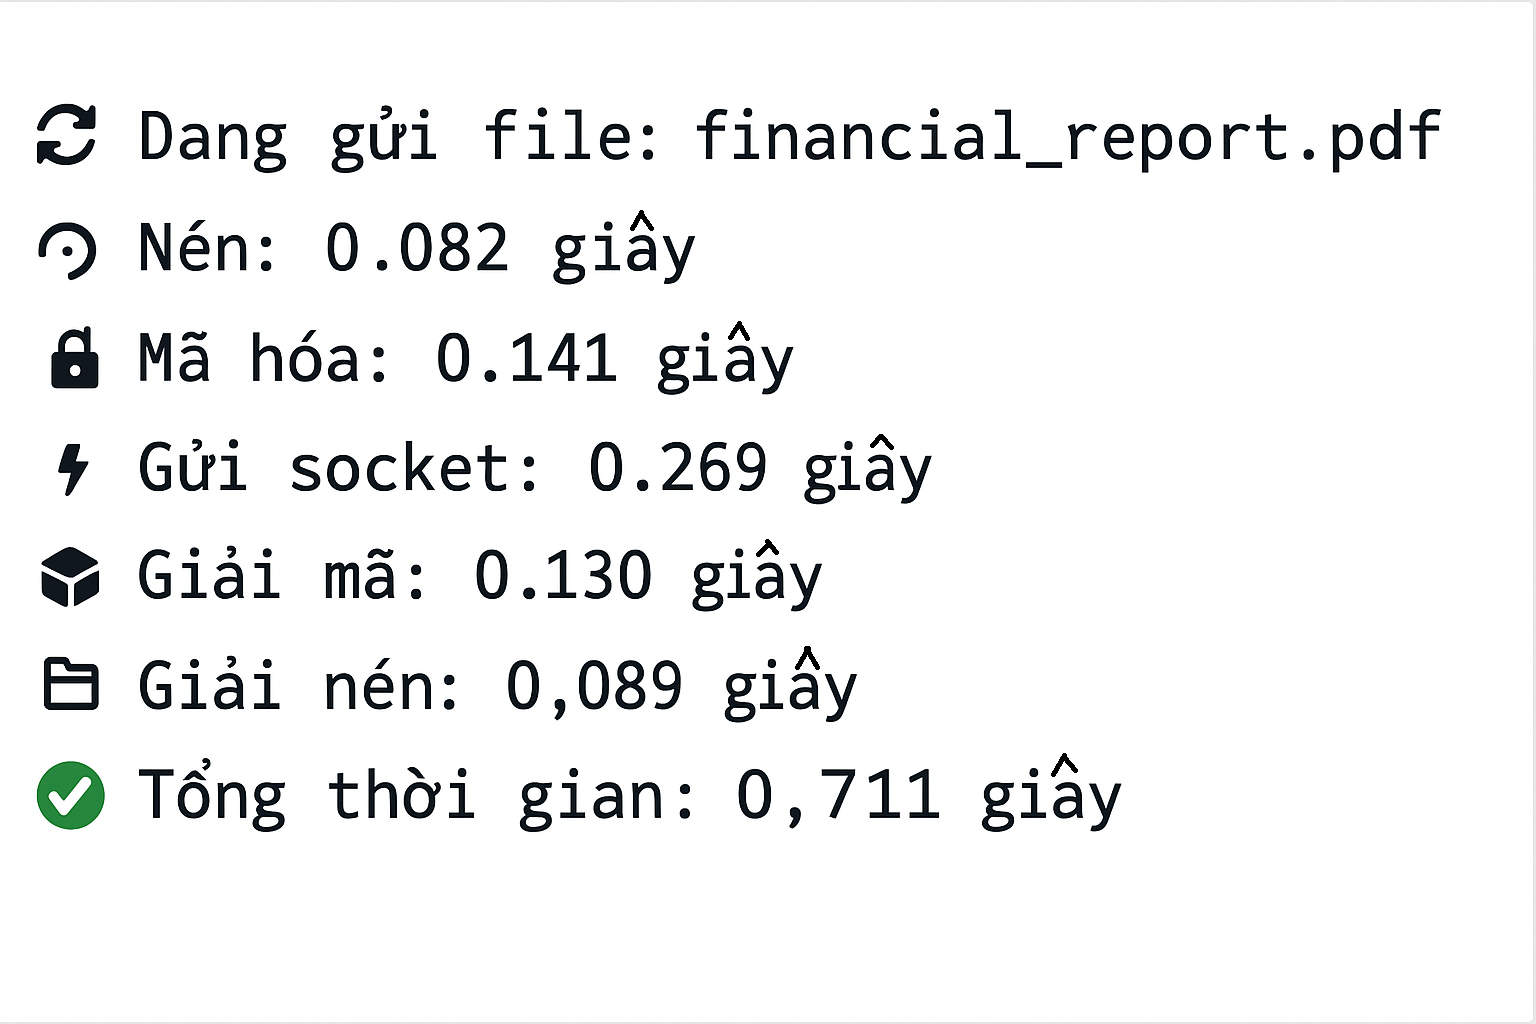 Dang gửi file: financial_report.pdf
Nén: 0.082 giây
Mã hóa: 0.141 giây
Gửi socket: 0.269 giây
Giải mã: 0.130 giây
Giải nén: 0,089 giây
Tổng thời gian: 0,711 giây